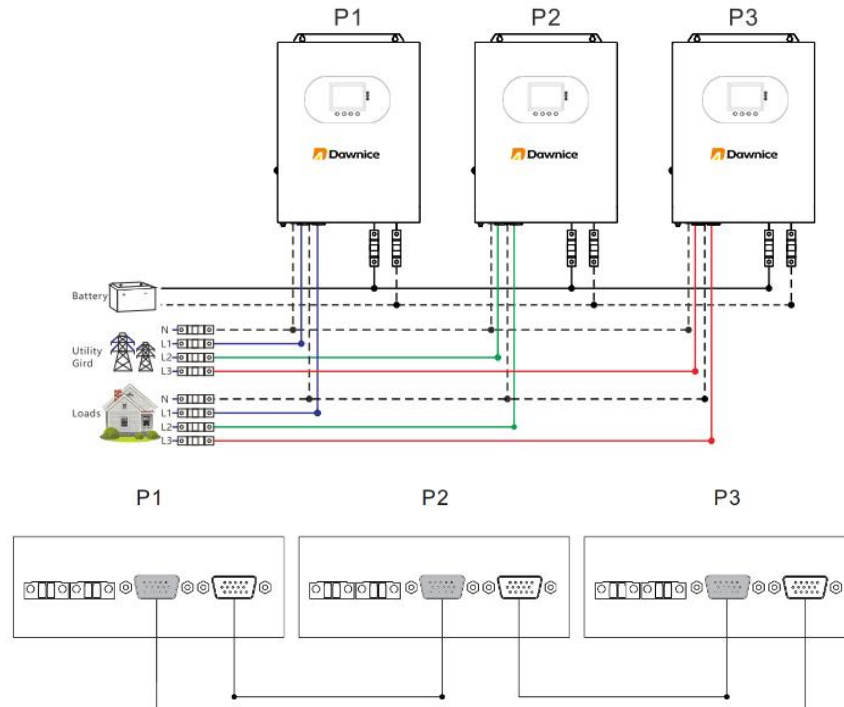 P1 P2 P3
Dawnice Dawnice Dawnice
Battery
Utility
Gird
N
L1
L2
L3
Loads
N
L1
L2
L3
P1 P2 P3